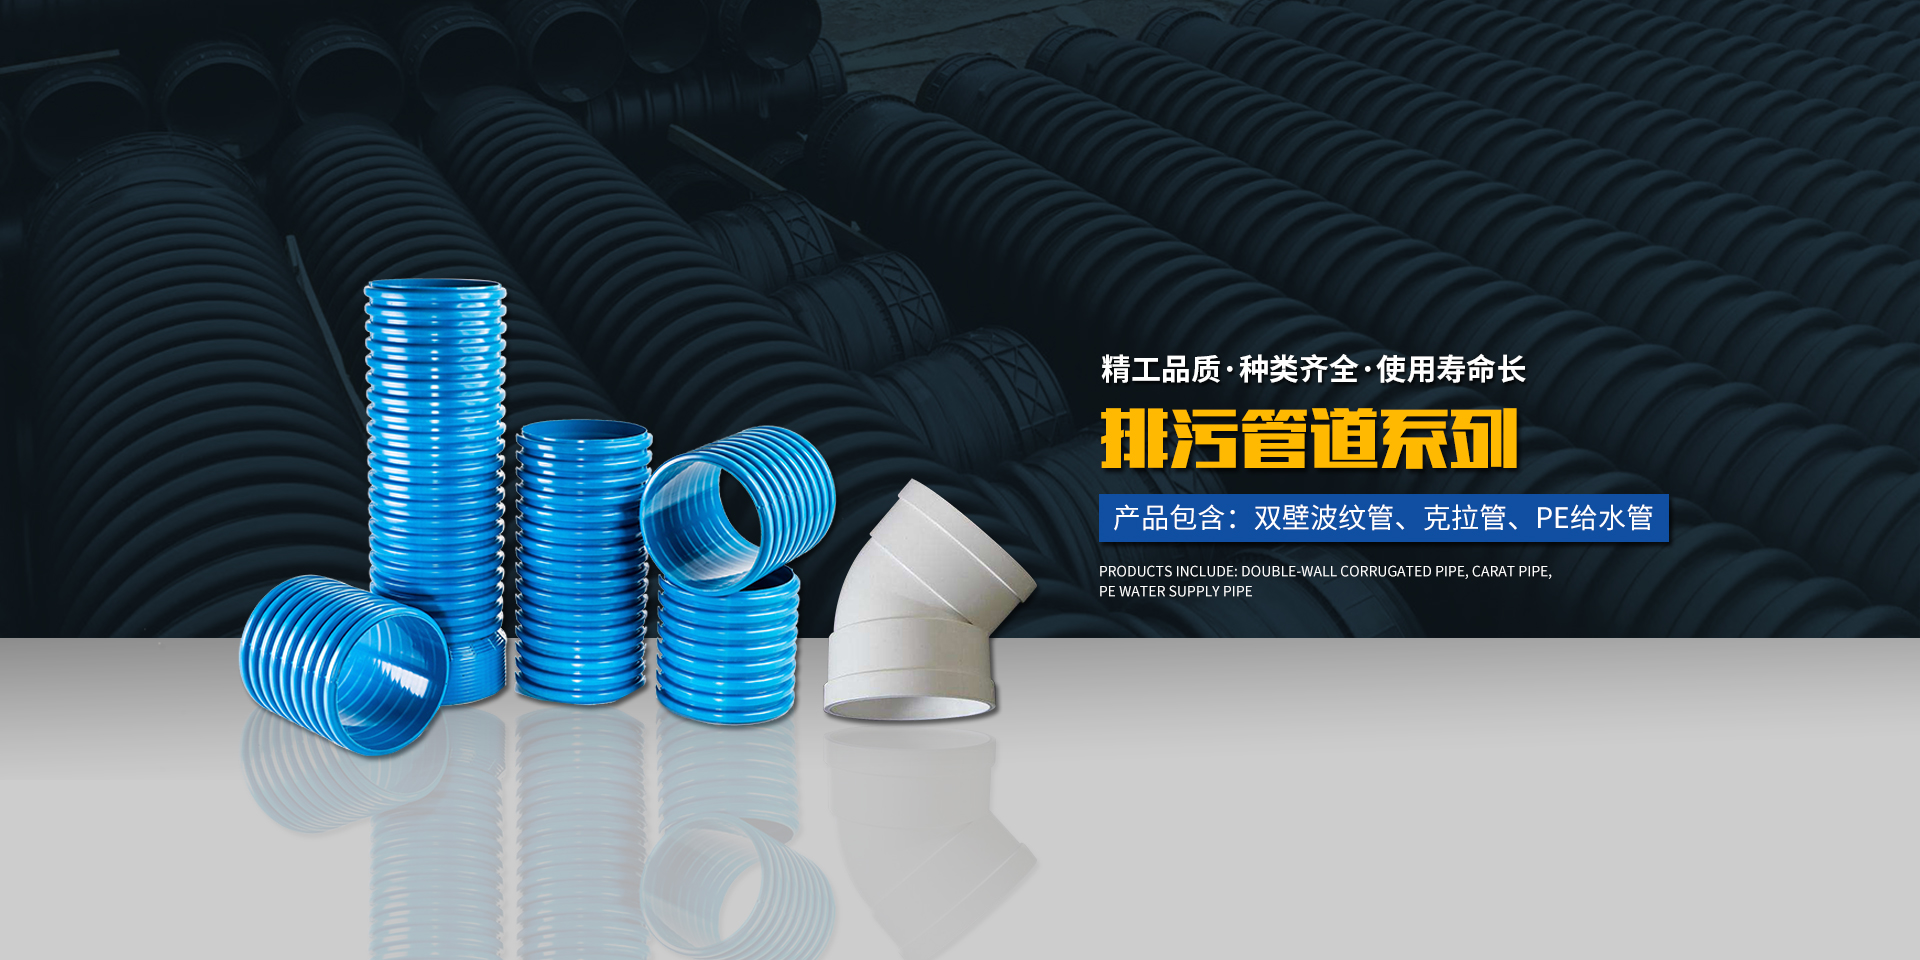 精工品质·种类齐全·使用寿命长
排污管道系列
产品包含：双壁波纹管、克拉管、PE给水管
PRODUCTS INCLUDE: DOUBLE-WALL CORRUGATED PIPE, CARAT PIPE,
PE WATER SUPPLY PIPE